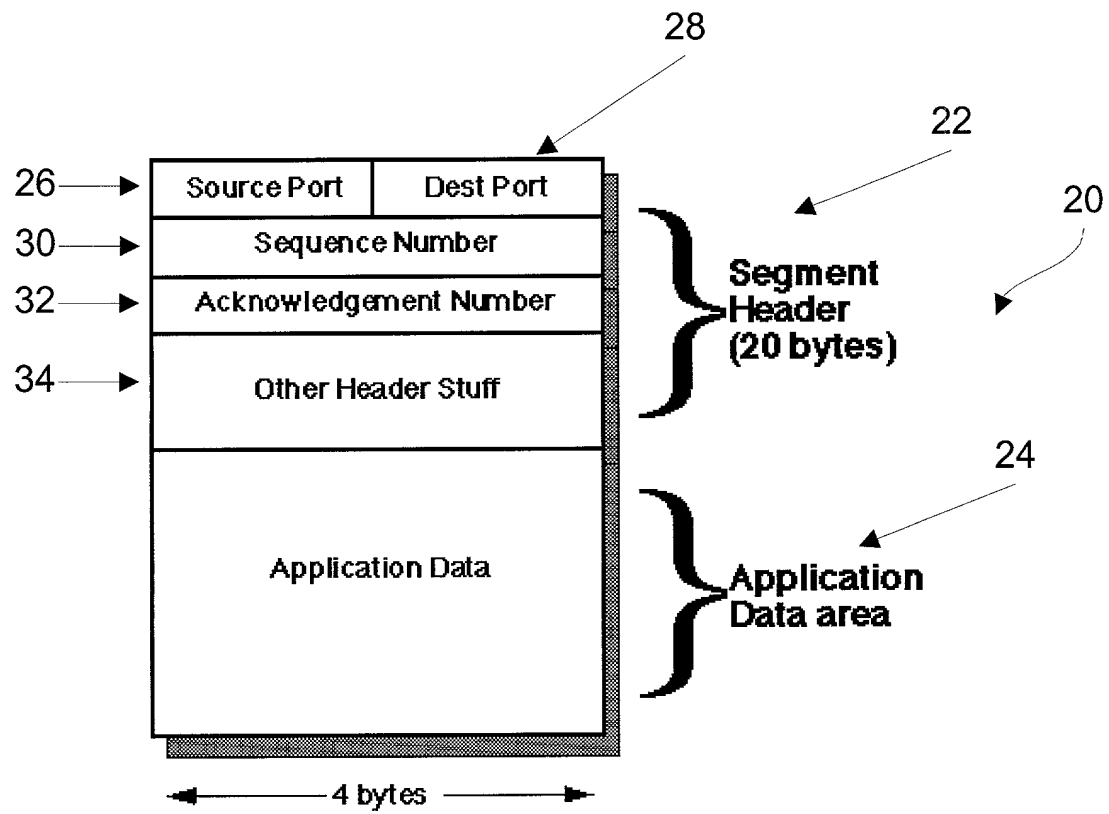 28
22
20
26
Source Port
Dest Port
30
Sequence Number
32
Acknowledgement Number
34
Other Header Stuff
Segment
Header
(20 bytes)
24
Application Data
Application
Data area
4 bytes